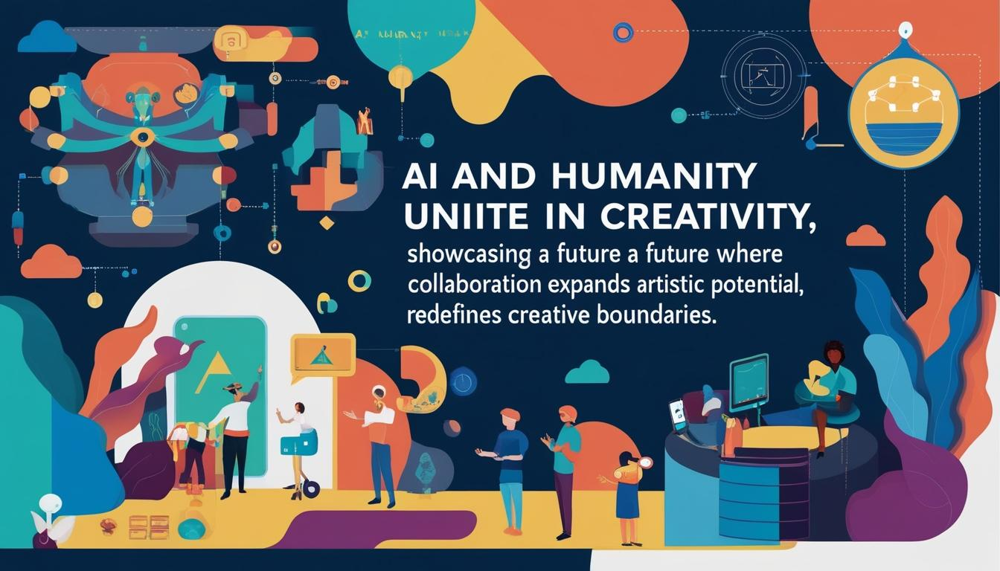 AI AND HUMANITY
UNIITE IN CREATIVITY,
showcasing a future a future where
collaboration expands artistic potential,
redefines creative boundaries.